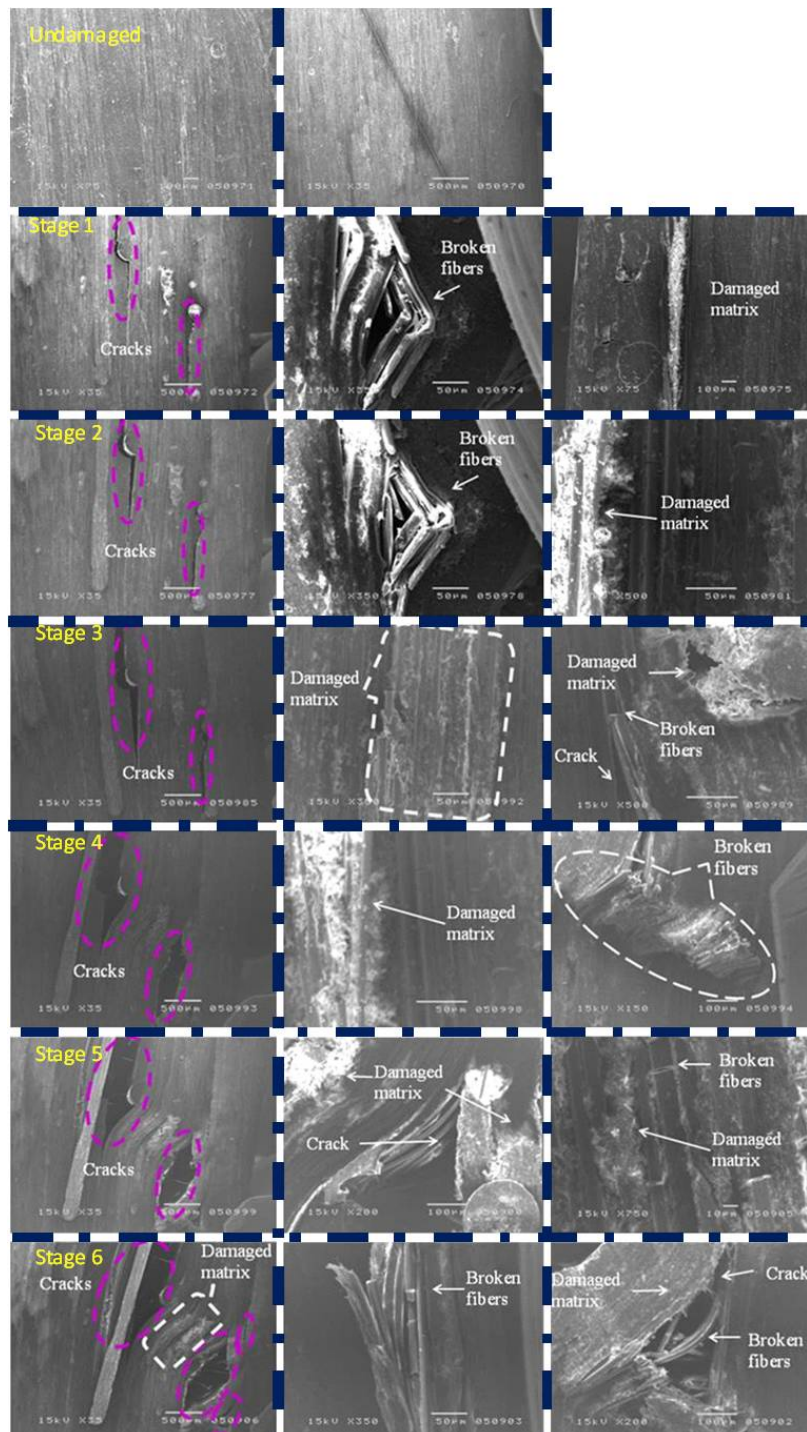 Undamaged
15kV X75 100μm 050971
15kV X35 500μm 050970
Stage 1
Cracks
15kV X35 500μm 050972
Broken
fibers
50μm 050974
Damaged
matrix
15kV X75 100μm 050975
Stage 2
Cracks
15kV X35 500μm 050977
Broken
fibers
15kV X350 50μm 050978
Damaged
matrix
X500 50μm 050981
Stage 3
Cracks
15kV X35 500μm 050985
Damaged
matrix
15kV 50μm
Damaged
matrix
Broken
fibers
Crack
15kV X500 50μm 050989
Stage 4
Cracks
15kV X35 500μm 050993
Damaged
matrix
50μm 050998
Broken
fibers
15kV X150 100μm 050994
Stage 5
Cracks
15kV X35 500μm 050999
Damaged
matrix
Crack
15kV X200 100μm
Broken
fibers
Damaged
matrix
15kV X750 10μm
Stage 6
Cracks
Damaged
matrix
15kV X35 500μm
Broken
fibers
15kV X350 50μm 050903
Damaged
matrix
Crack
Broken
fibers
15kV X200 100μm 050902